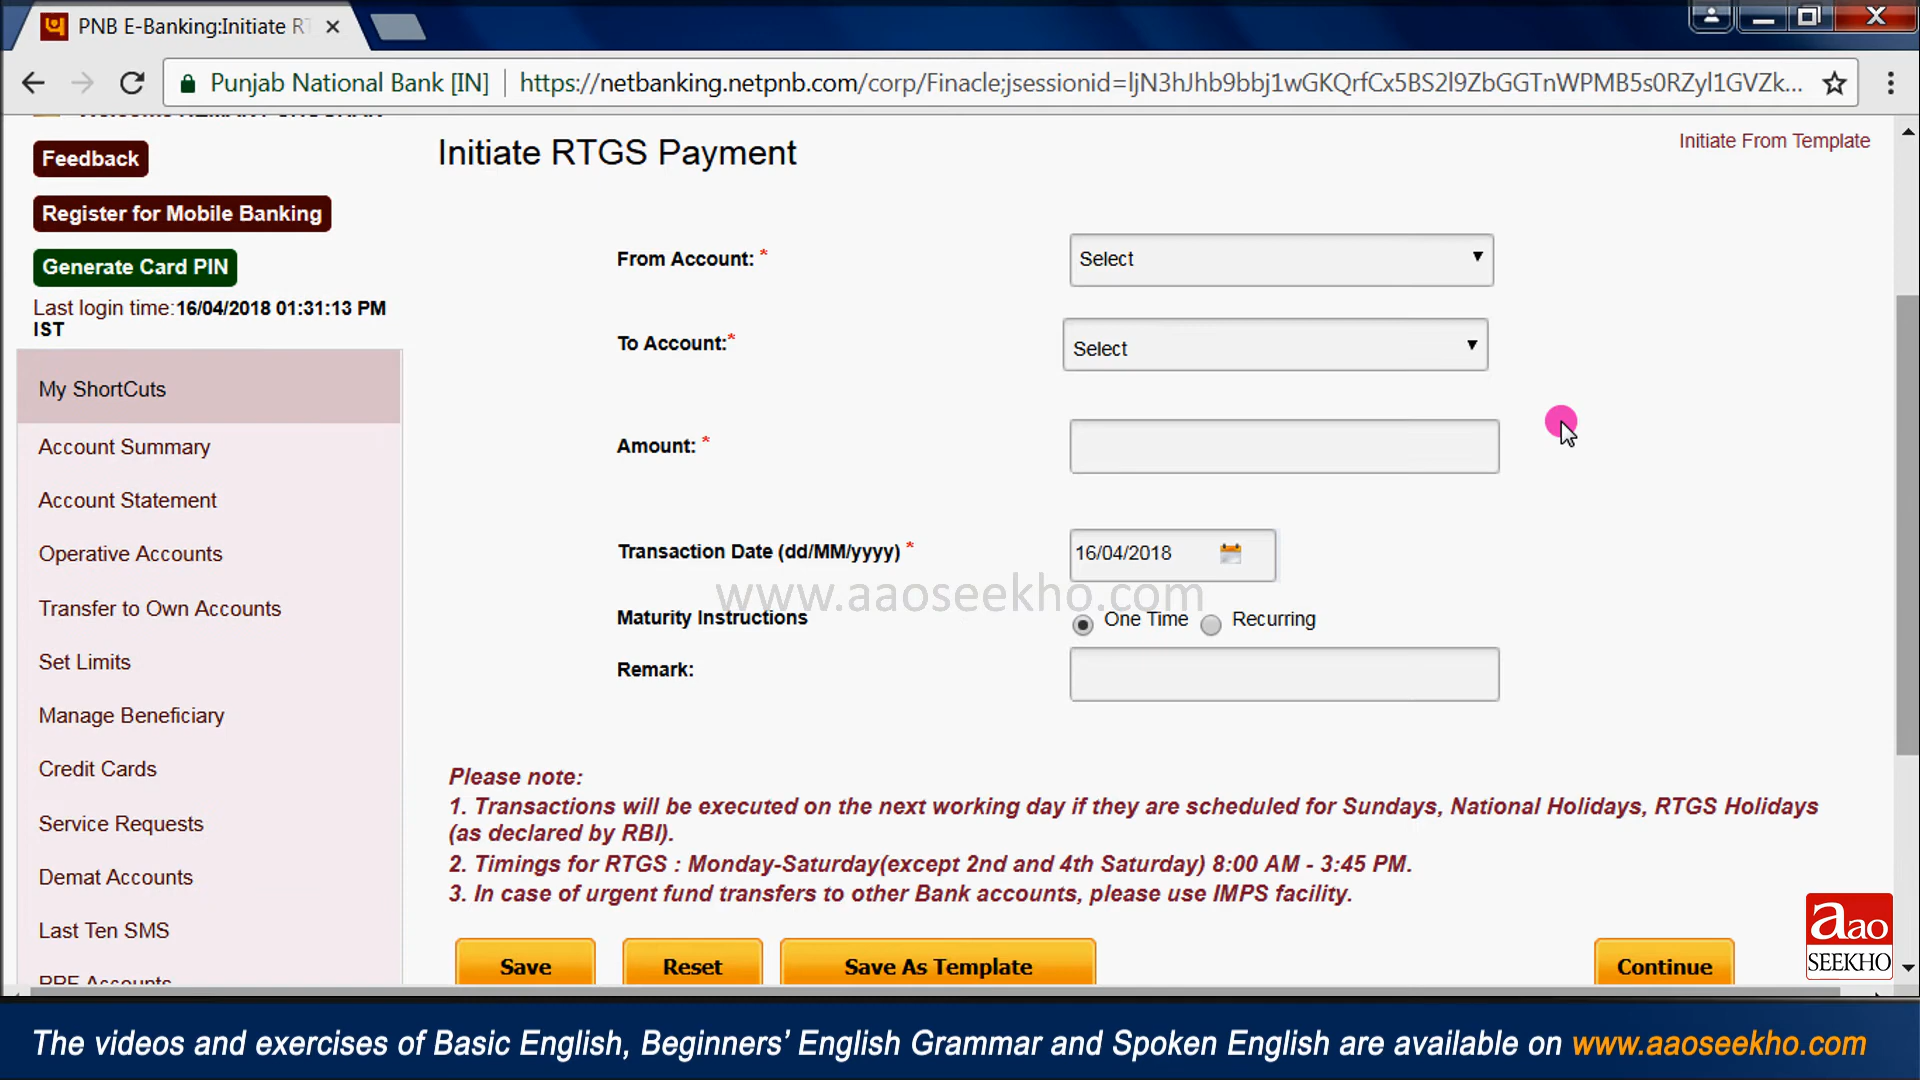 PNB E-Banking:Initiate RT
Punjab National Bank [IN]
https://netbanking.netpnb.com/corp/Finacle;jsessionid=ljN3hJhb9bbj1wGKQrfCx5BS2l9ZbGGTnWPMB5s0RZyl1GVZk...
Feedback
Register for Mobile Banking
Generate Card PIN
Last login time:16/04/2018 01:31:13 PM
IST
My ShortCuts
Account Summary
Account Statement
Operative Accounts
Transfer to Own Accounts
Set Limits
Manage Beneficiary
Credit Cards
Service Requests
Demat Accounts
Last Ten SMS
PPF Accounts
Initiate RTGS Payment
Initiate From Template
From Account: *
Select
To Account:*
Select
Amount: *
Transaction Date (dd/MM/yyyy) *
16/04/2018
www.aaoseekho.com
Maturity Instructions
One Time
Recurring
Remark:
Please note:
1. Transactions will be executed on the next working day if they are scheduled for Sundays, National Holidays, RTGS Holidays
(as declared by RBI).
2. Timings for RTGS : Monday-Saturday(except 2nd and 4th Saturday) 8:00 AM - 3:45 PM.
3. In case of urgent fund transfers to other Bank accounts, please use IMPS facility.
Save
Reset
Save As Template
Continue
aao
SEEKHO
The videos and exercises of Basic English, Beginners' English Grammar and Spoken English are available on www.aaoseekho.com